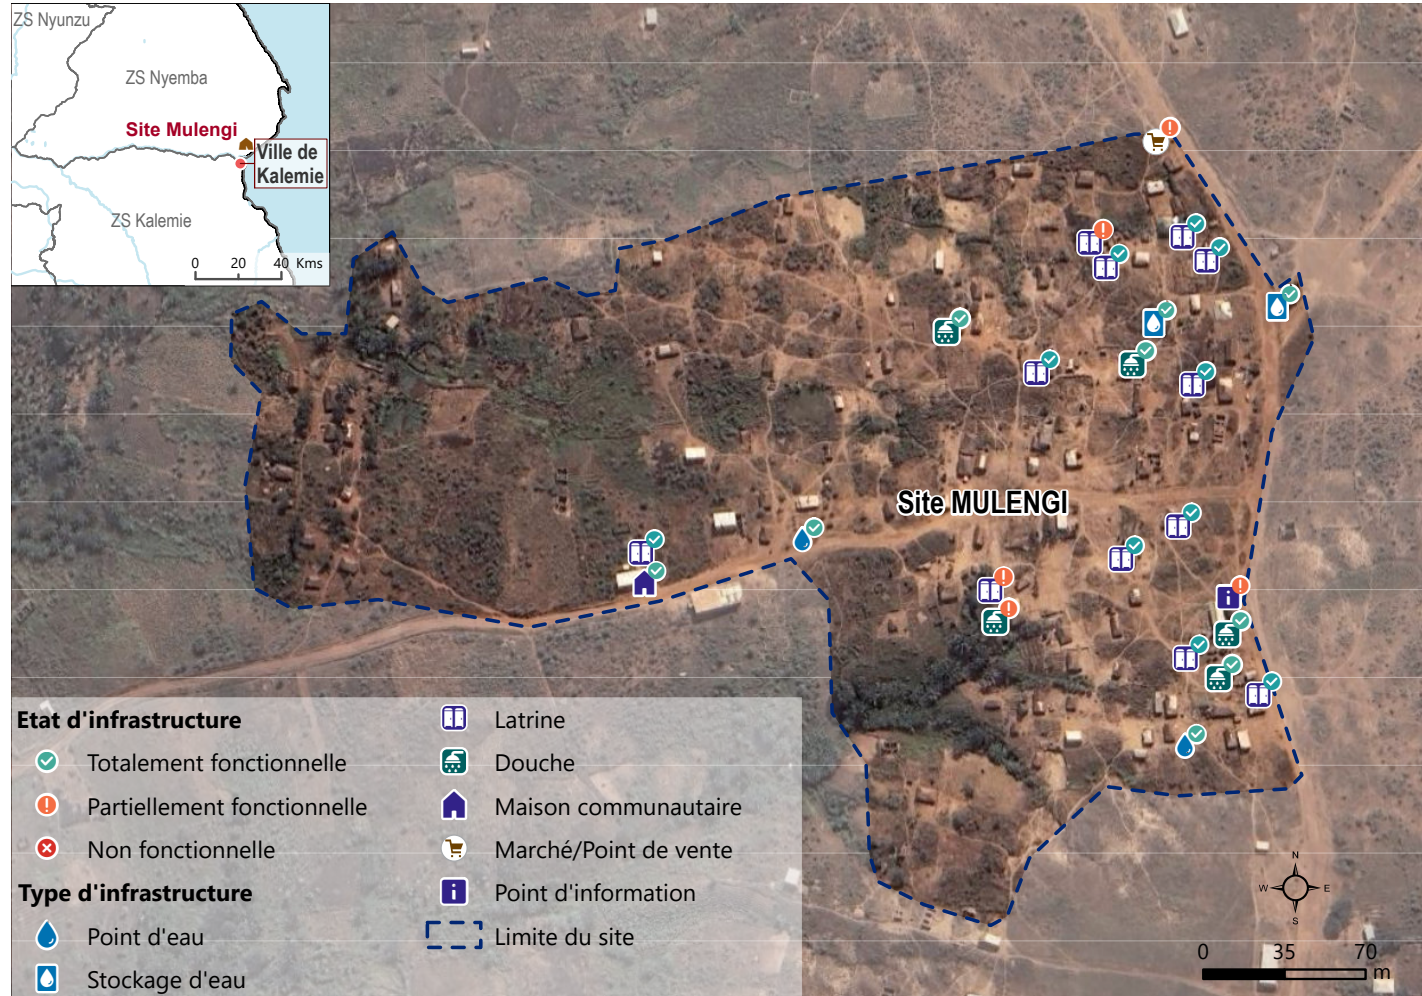 ZS Nyunzu
ZS Nyemba
Site Mulengi
Ville de
Kalemie
ZS Kalemie
0 20 40 Kms
Site MULENGI
Etat d'infrastructure
Totalement fonctionnelle
Partiellement fonctionnelle
Non fonctionnelle
Type d'infrastructure
Point d'eau
Stockage d'eau
Latrine
Douche
Maison communautaire
Marché/Point de vente
Point d'information
Limite du site
N
W E
S
0 35 70
m